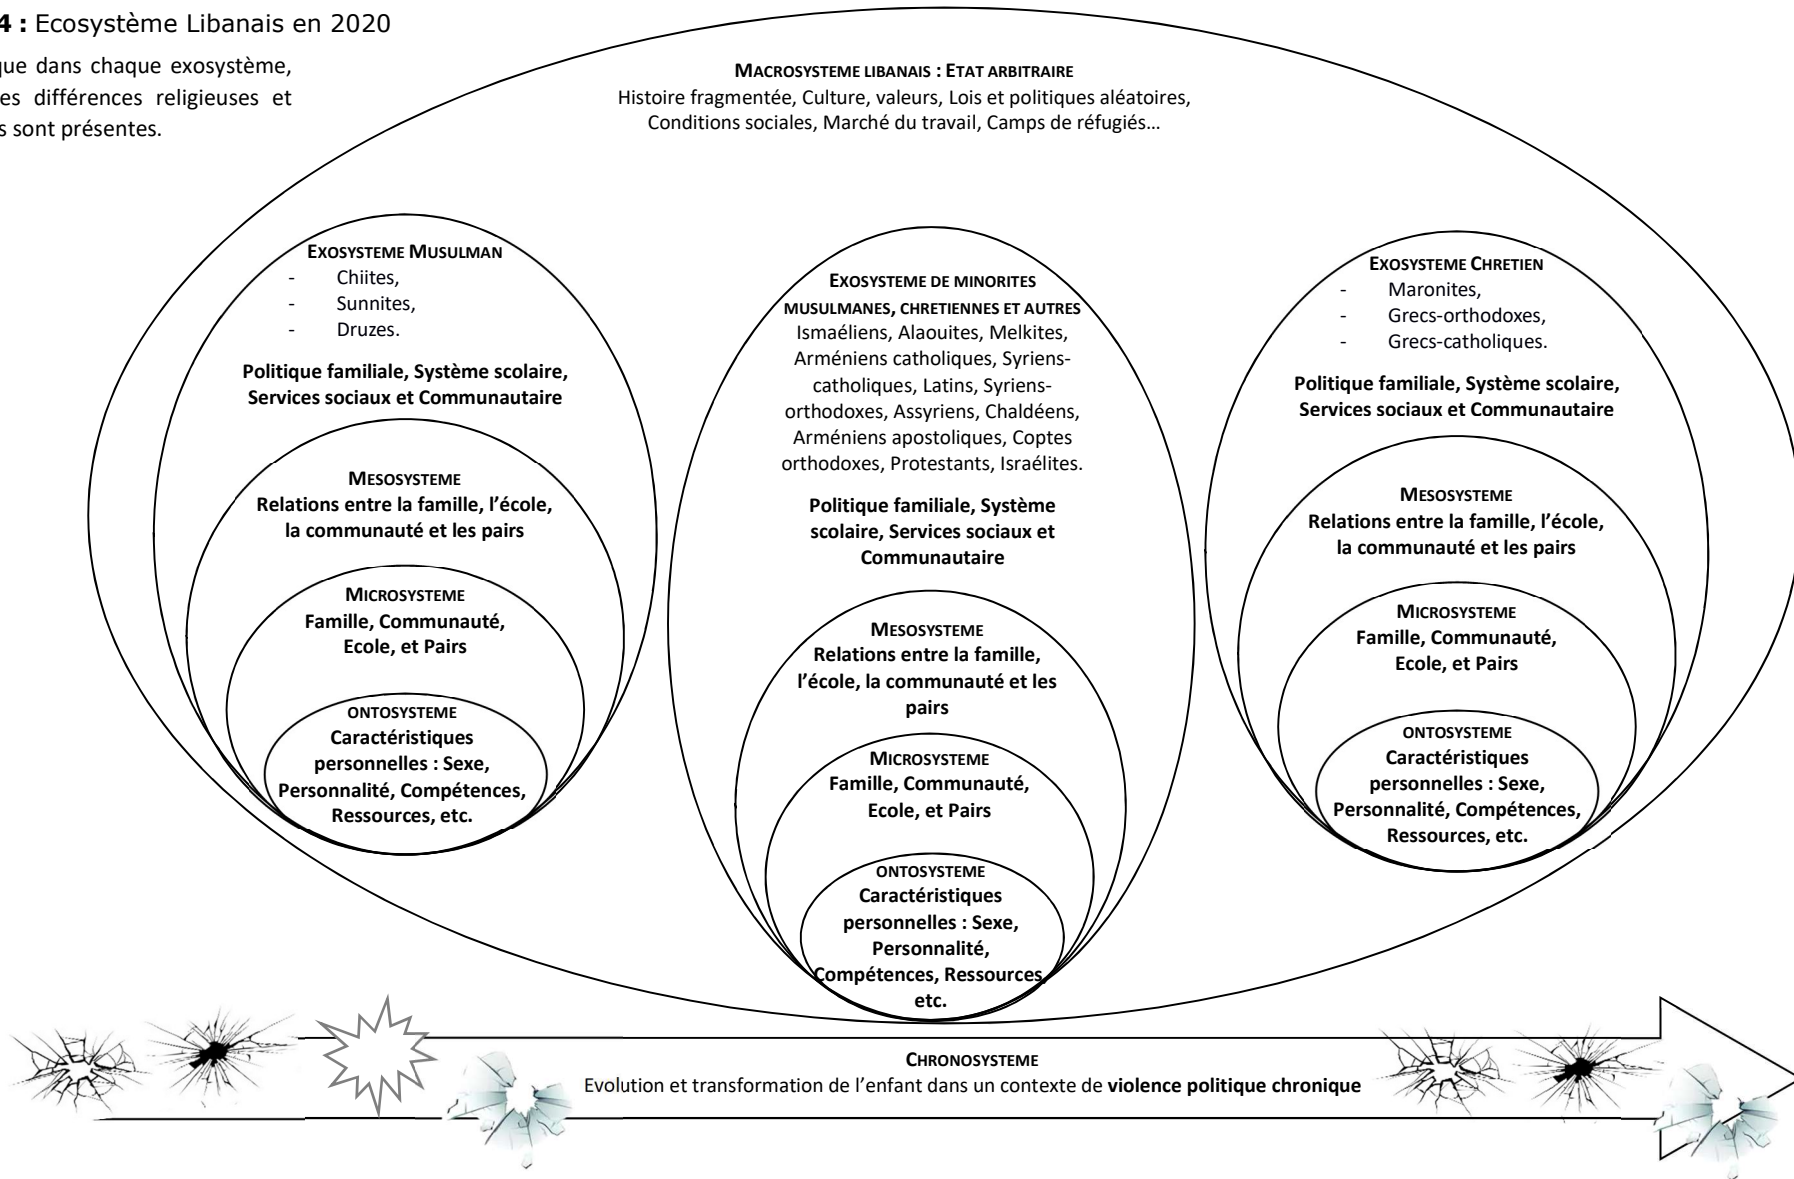 4 : Ecosystème Libanais en 2020
que dans chaque exosystème,
es différences religieuses et
s sont présentes.
MACROSYSTEME LIBANAIS : ETAT ARBITRAIRE
Histoire fragmentée, Culture, valeurs, Lois et politiques aléatoires,
Conditions sociales, Marché du travail, Camps de réfugiés...
EXOSYSTEME MUSULMAN
- Chiites,
- Sunnites,
- Druzes.
Politique familiale, Système scolaire,
Services sociaux et Communautaire
MESOSYSTEME
Relations entre la famille, l'école,
la communauté et les pairs
MICROSYSTEME
Famille, Communauté,
Ecole, et Pairs
ONTOSYSTEME
Caractéristiques
personnelles : Sexe,
Personnalité, Compétences,
Ressources, etc.
EXOSYSTEME DE MINORITES
MUSULMANES, CHRETIENNES ET AUTRES
Ismaéliens, Alaouites, Melkites,
Arméniens catholiques, Syriens-
catholiques, Latins, Syriens-
orthodoxes, Assyriens, Chaldéens,
Arméniens apostoliques, Coptes
orthodoxes, Protestants, Israélites.
Politique familiale, Système
scolaire, Services sociaux et
Communautaire
MESOSYSTEME
Relations entre la famille,
l'école, la communauté et les
pairs
MICROSYSTEME
Famille, Communauté,
Ecole, et Pairs
ONTOSYSTEME
Caractéristiques
personnelles : Sexe,
Personnalité,
Compétences, Ressources,
etc.
EXOSYSTEME CHRETIEN
- Maronites,
- Grecs-orthodoxes,
- Grecs-catholiques.
Politique familiale, Système scolaire,
Services sociaux et Communautaire
MESOSYSTEME
Relations entre la famille, l'école,
la communauté et les pairs
MICROSYSTEME
Famille, Communauté,
Ecole, et Pairs
ONTOSYSTEME
Caractéristiques
personnelles : Sexe,
Personnalité, Compétences,
Ressources, etc.
CHRONOSYSTEME
Evolution et transformation de l'enfant dans un contexte de violence politique chronique